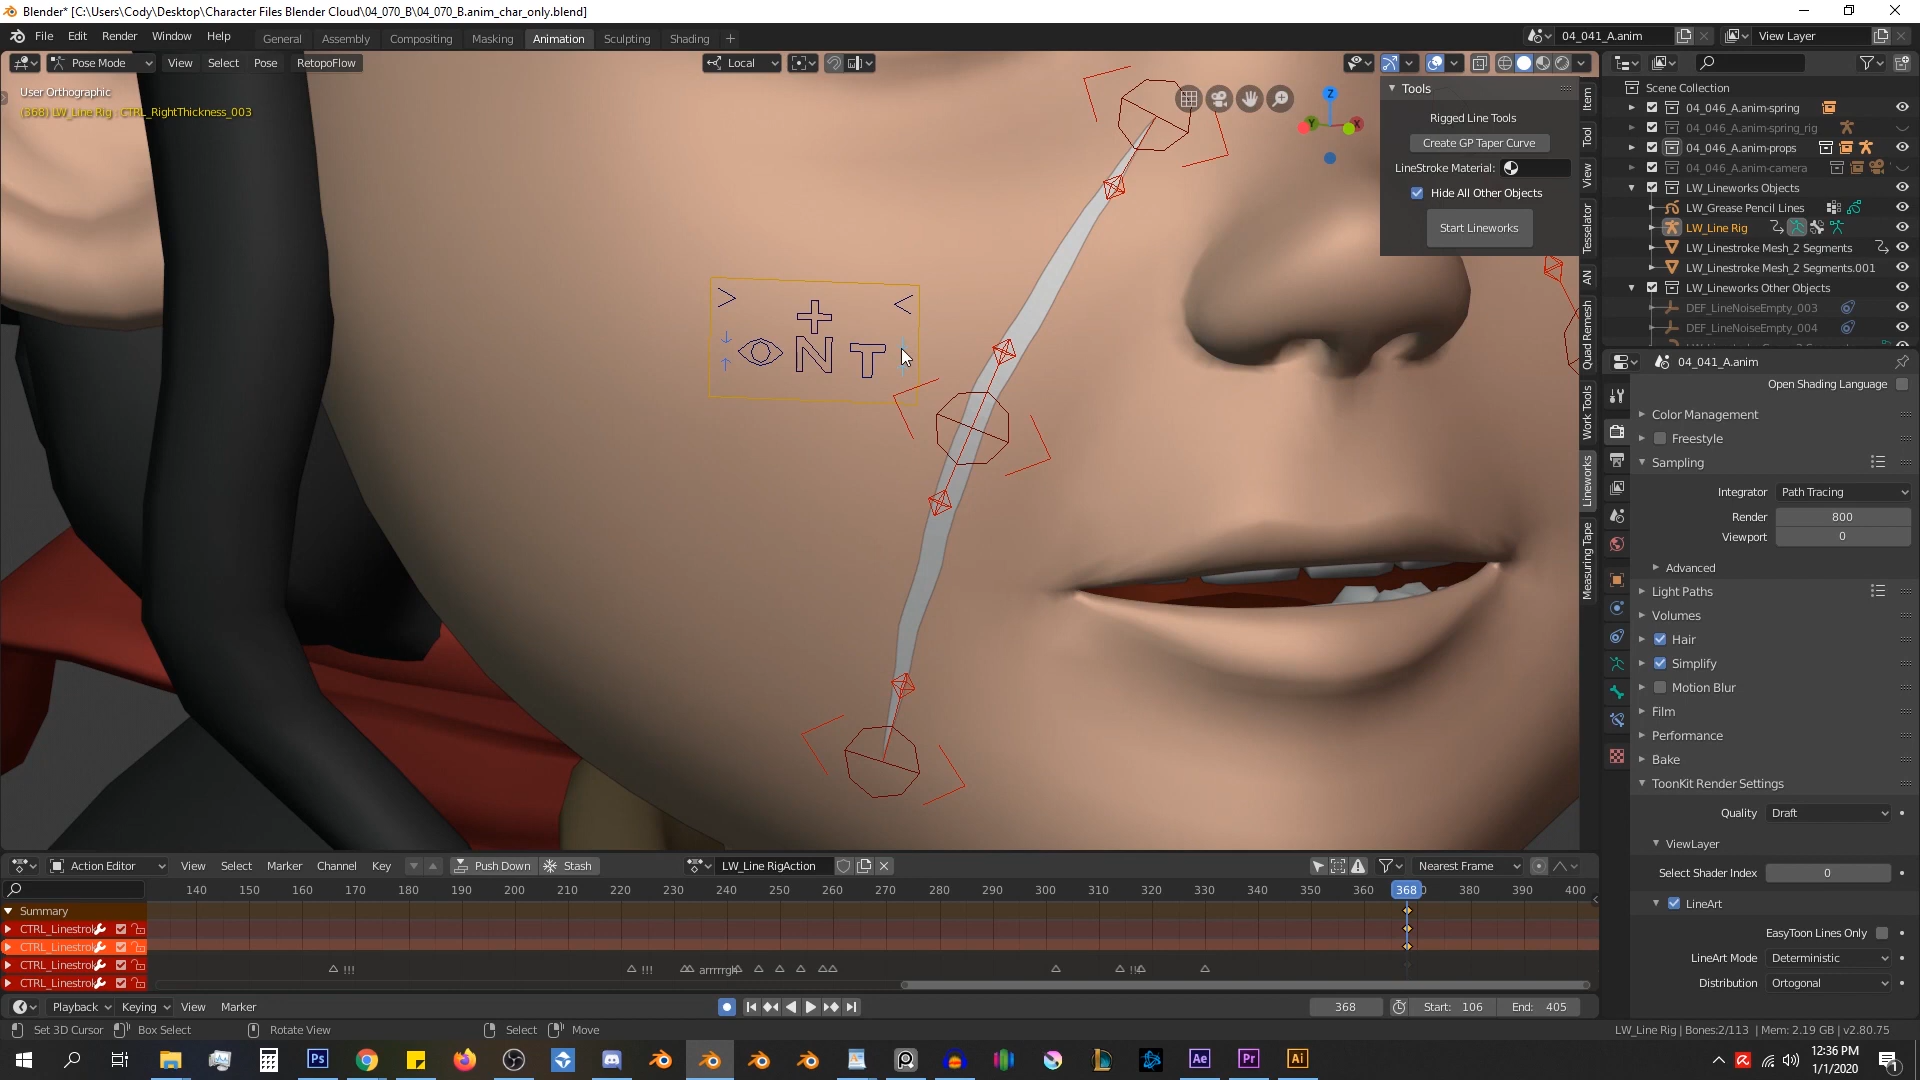 Blender* [C:\Users\Cody\Desktop\Character Files Blender Cloud\04_070_B\04_070_B.anim_char_only.blend]
File Edit Render Window Help General Assembly Compositing Masking Animation Sculpting Shading + 04_041_A.anim View Layer
Pose Mode View Select Pose RetopoFlow Local
User Orthographic
(368) LW_Line Rig : CTRL_RightThickness_003
Z
Y X
> + <
N T
Tools
Rigged Line Tools
Create GP Taper Curve
LineStroke Material:
Hide All Other Objects
Start Lineworks
Item
Tool
View
Tesselator
AN
Quad Remesh
Work Tools
Lineworks
Measuring Tape
Scene Collection
04_046_A.anim-spring
04_046_A.anim-spring_rig
04_046_A.anim-props
04_046_A.anim-camera
LW_Lineworks Objects
LW_Grease Pencil Lines
LW_Line Rig
LW_Linestroke Mesh_2 Segments
LW_Linestroke Mesh_2 Segments.001
LW_Lineworks Other Objects
DEF_LineNoiseEmpty_003
DEF_LineNoiseEmpty_004
04_041_A.anim
Open Shading Language
Color Management
Freestyle
Sampling
Integrator Path Tracing
Render 800
Viewport 0
Advanced
Light Paths
Volumes
Hair
Simplify
Motion Blur
Film
Performance
Bake
ToonKit Render Settings
Quality Draft
ViewLayer
Select Shader Index 0
LineArt
EasyToon Lines Only
LineArt Mode Deterministic
Distribution Ortogonal
Action Editor View Select Marker Channel Key Push Down Stash LW_Line RigAction Nearest Frame
140 150 160 170 180 190 200 210 220 230 240 250 260 270 280 290 300 310 320 330 340 350 360 368 380 390 400
Summary
CTRL_Linestrok
CTRL_Linestrok
CTRL_Linestrok !!! !!! arrrrrgh
CTRL_Linestrok
Playback Keying View Marker 368 Start: 106 End: 405
Set 3D Cursor Box Select Rotate View Select Move LW_Line Rig | Bones:2/113 | Mem: 2.19 GB | v2.80.75
Ps Ae Pr Ai 12:36 PM
1/1/2020 1